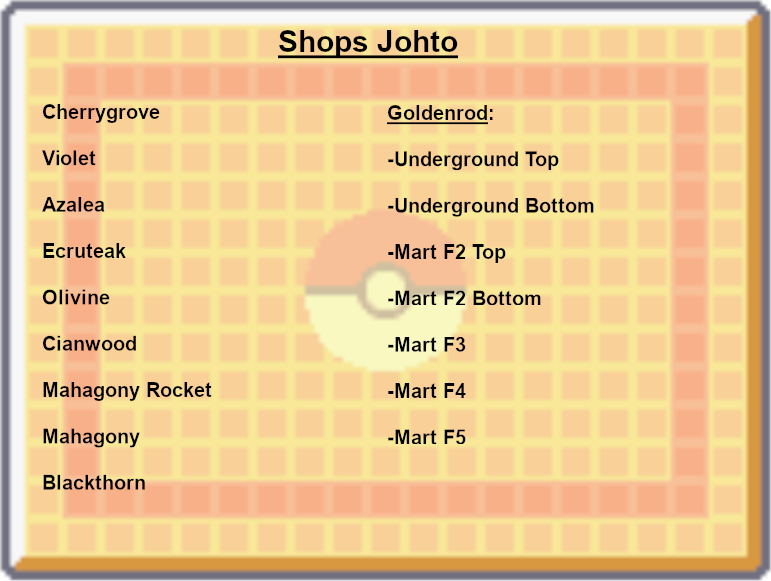 Shops Johto
Cherrygrove
Violet
Azalea
Ecruteak
Olivine
Cianwood
Mahagony Rocket
Mahagony
Blackthorn
Goldenrod:
-Underground Top
-Underground Bottom
-Mart F2 Top
-Mart F2 Bottom
-Mart F3
-Mart F4
-Mart F5